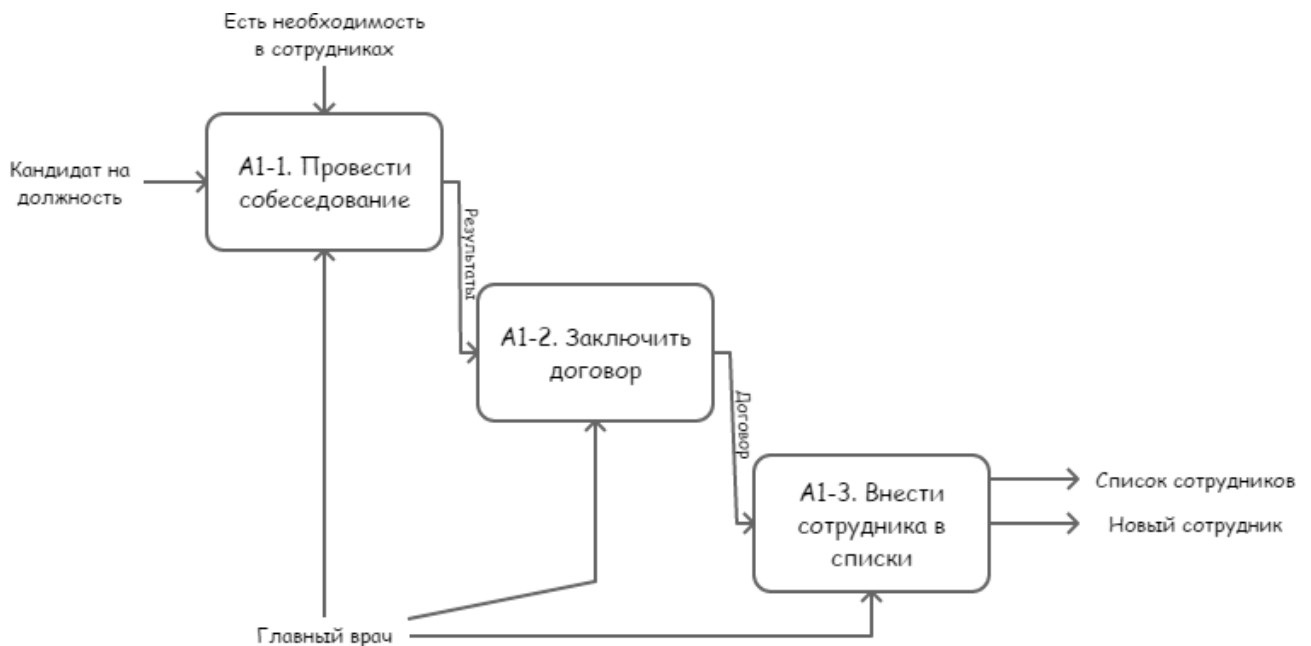 Есть необходимость
в сотрудниках
Кандидат на
должность
А1-1. Провести
собеседование
Результаты
А1-2. Заключить
договор
Договор
А1-3. Внести
сотрудника в
списки
Список сотрудников
Новый сотрудник
Главный врач